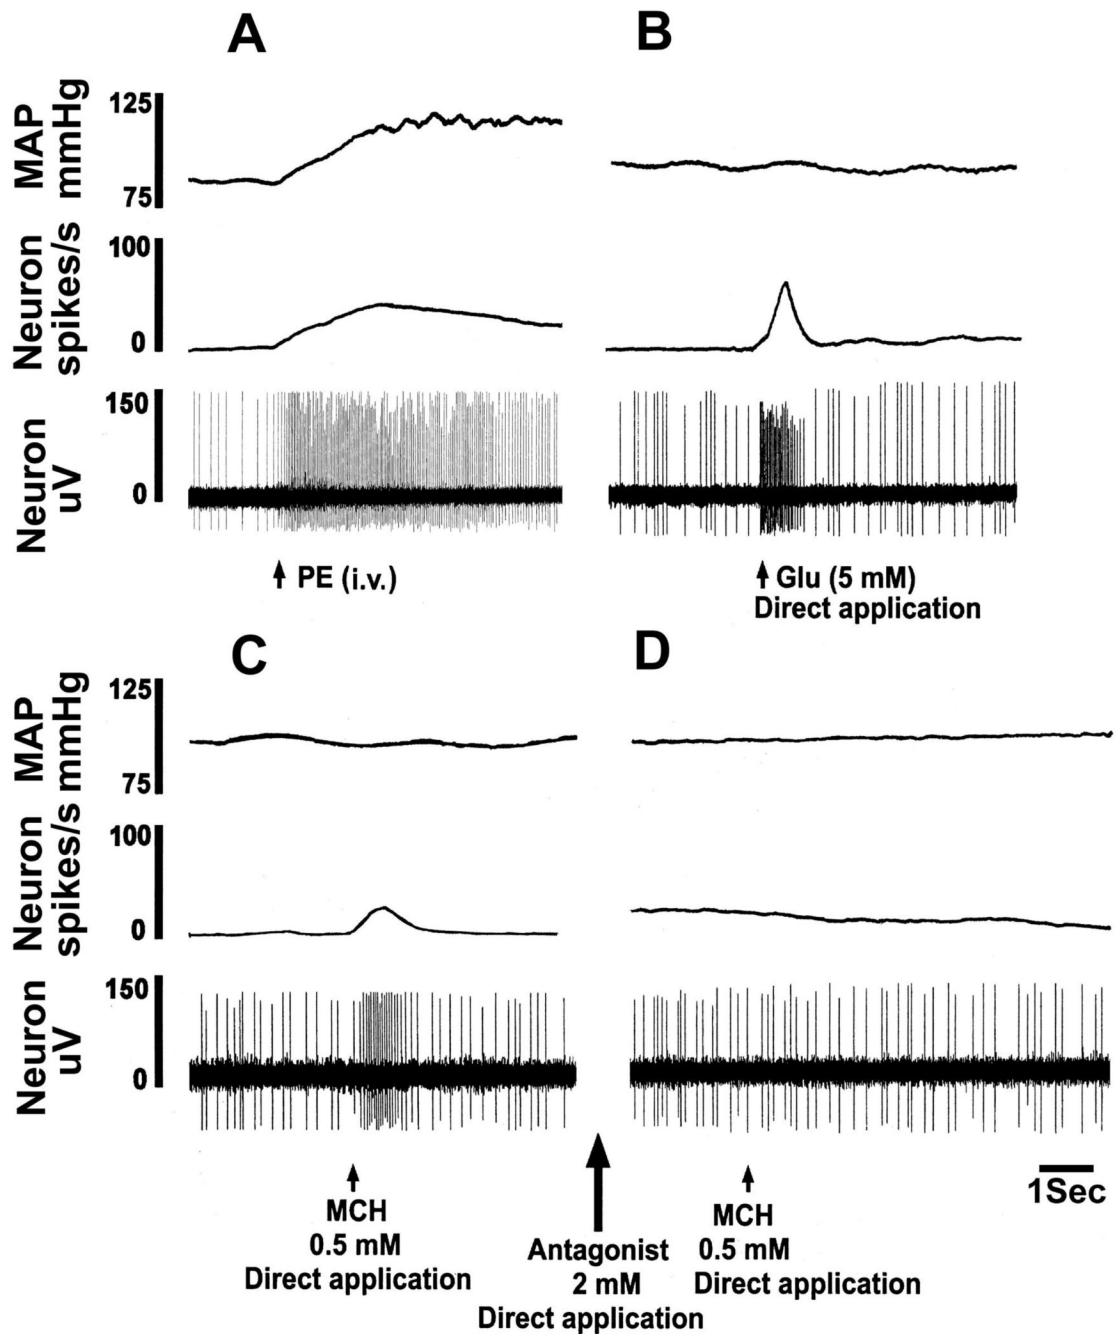 A
B
MAP
mmHg
125
75
Neuron
spikes/s
100
0
Neuron
uV
150
0
PE (i.v.)
Glu (5 mM)
Direct application
C
D
MAP
mmHg
125
75
Neuron
spikes/s
100
0
Neuron
uV
150
0
1Sec
MCH
0.5 mM
Direct application
Antagonist
2 mM
Direct application
MCH
0.5 mM
Direct application